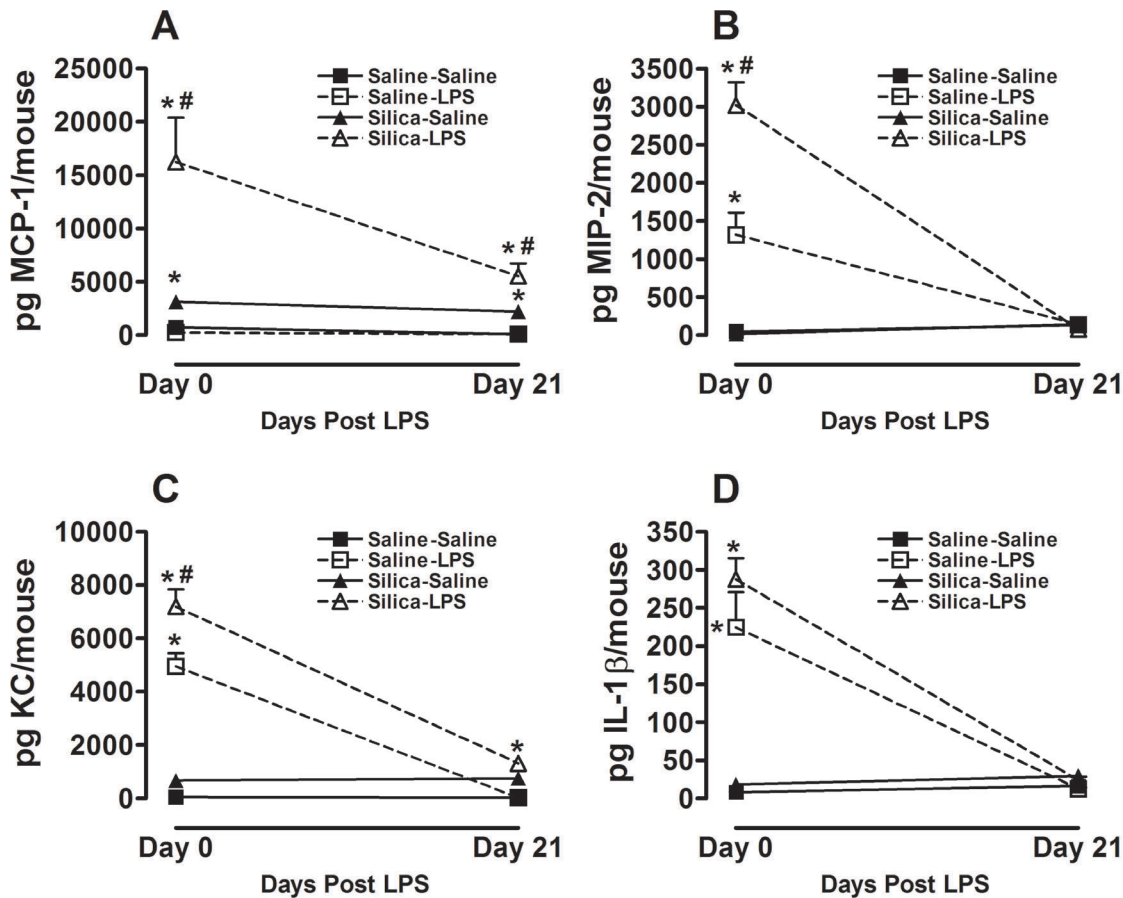 A
pg MCP-1/mouse
25000
20000
15000
10000
5000
0
Saline-Saline
Saline-LPS
Silica-Saline
Silica-LPS
*#
*
*#
*
Day 0
Day 21
Days Post LPS
B
pg MIP-2/mouse
3500
3000
2500
2000
1500
1000
500
0
Saline-Saline
Saline-LPS
Silica-Saline
Silica-LPS
*#
*
Day 0
Day 21
Days Post LPS
C
pg KC/mouse
10000
8000
6000
4000
2000
0
Saline-Saline
Saline-LPS
Silica-Saline
Silica-LPS
*#
*
*
Day 0
Day 21
Days Post LPS
D
pg IL-1β/mouse
350
300
250
200
150
100
50
0
Saline-Saline
Saline-LPS
Silica-Saline
Silica-LPS
*
*
Day 0
Day 21
Days Post LPS